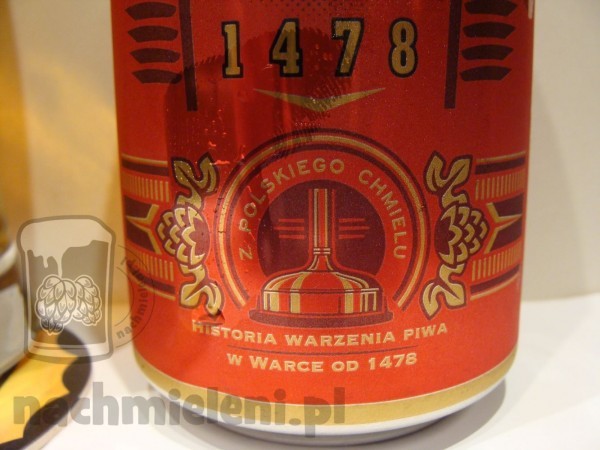 1478
Z POLSKIEGO CHMIELU
HISTORIA WARZENIA PIWA
W WARCE OD 1478
nachmieleni.pl